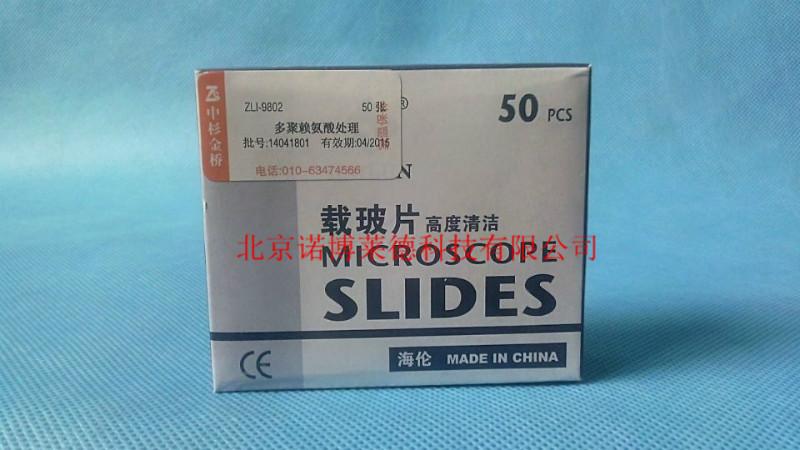 中杉金桥
ZLI-9802 50 张
多聚赖氨酸处理
批号:14041801 有效期:04/2015
电话:010-63474566
®
50 PCS
N
载玻片 高度清洁
北京诺博莱德科技有限公司
MICROSCOPE
SLIDES
CE
海伦 MADE IN CHINA